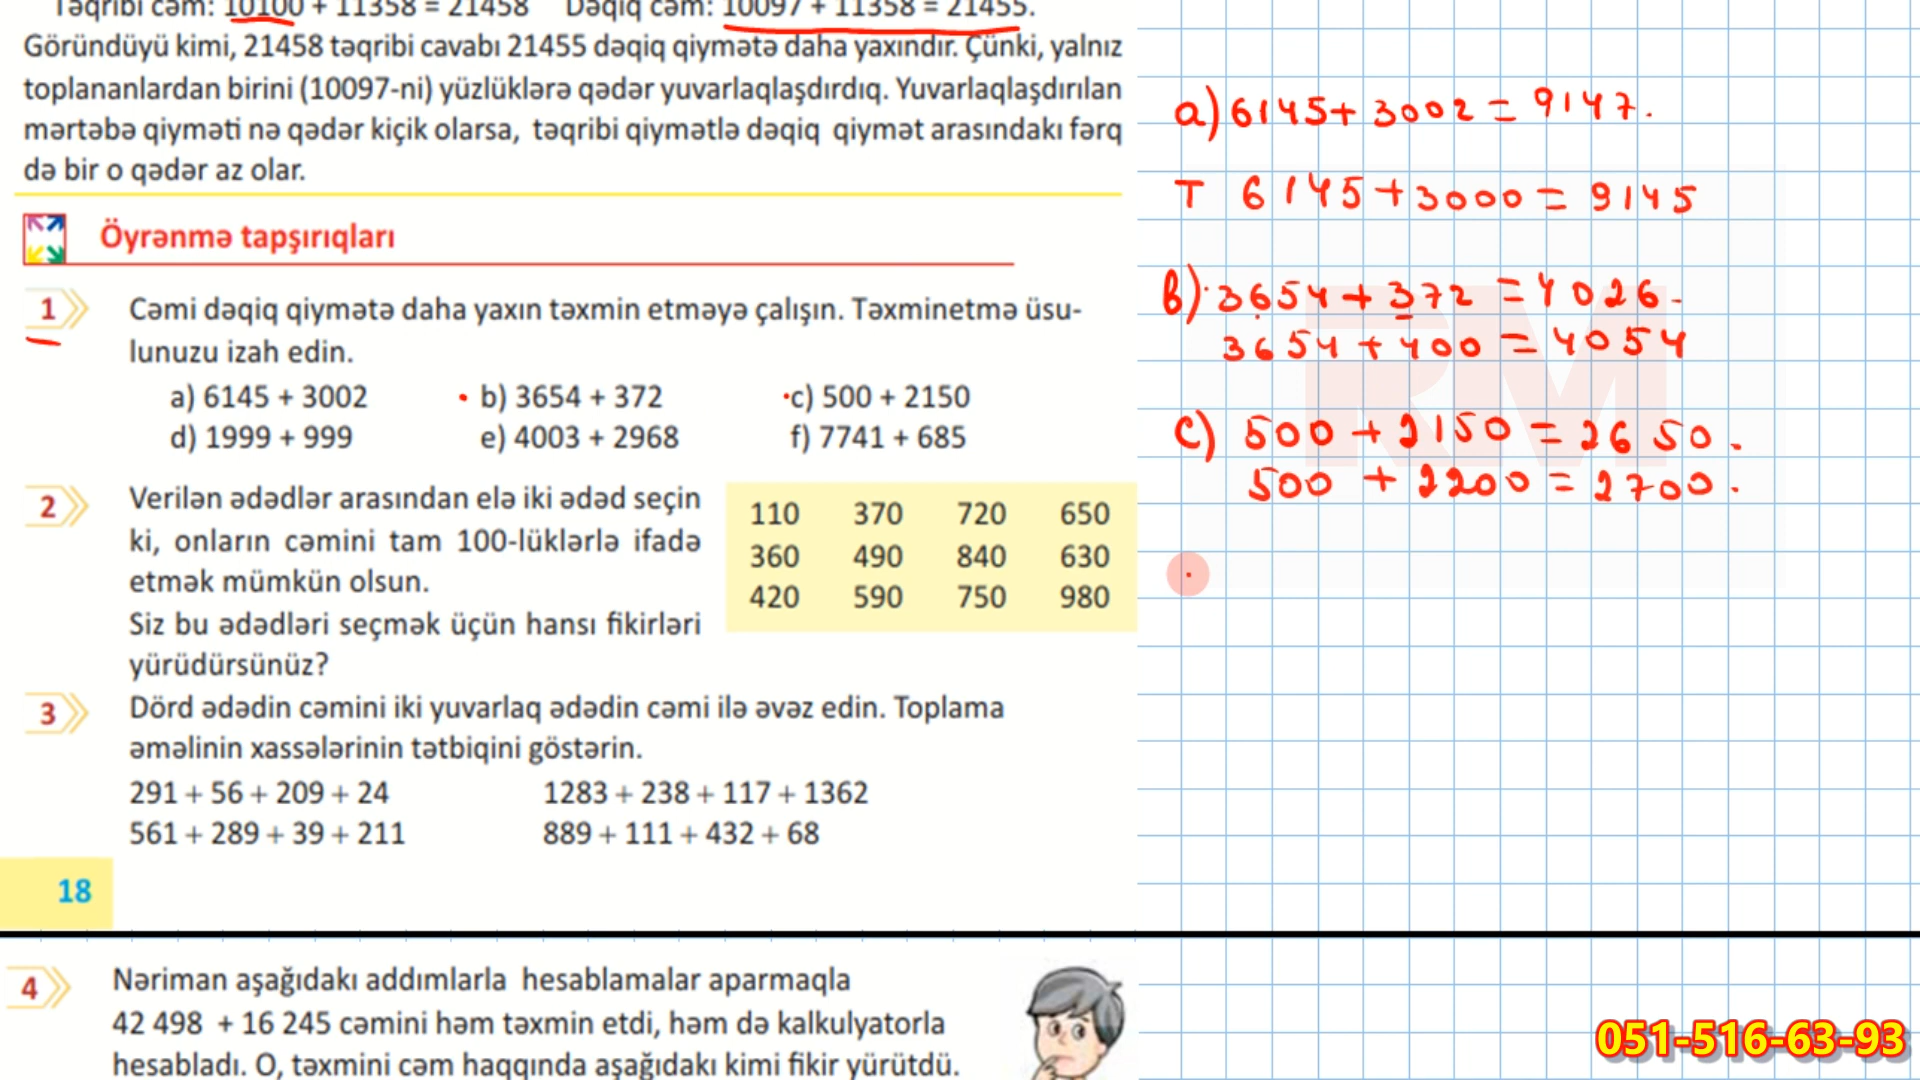 Təqribi cəm: 10100 + 11358 = 21458 Dəqiq cəm: 10097 + 11358 = 21455.
Göründüyü kimi, 21458 təqribi cavabı 21455 dəqiq qiymətə daha yaxındır. Çünki, yalnız
toplananlardan birini (10097-ni) yüzlüklərə qədər yuvarlaqlaşdırdıq. Yuvarlaqlaşdırılan
mərtəbə qiyməti nə qədər kiçik olarsa, təqribi qiymətlə dəqiq qiymət arasındakı fərq
də bir o qədər az olar.
Öyrənmə tapşırıqları
1 Cəmi dəqiq qiymətə daha yaxın təxmin etməyə çalışın. Təxminetmə üsu-
lunuzu izah edin.
a) 6145 + 3002 b) 3654 + 372 c) 500 + 2150
d) 1999 + 999 e) 4003 + 2968 f) 7741 + 685
2 Verilən ədədlər arasından elə iki ədəd seçin
ki, onların cəmini tam 100-lüklərlə ifadə
etmək mümkün olsun.
Siz bu ədədləri seçmək üçün hansı fikirləri
yürüdürsünüz?
110 370 720 650
360 490 840 630
420 590 750 980
3 Dörd ədədin cəmini iki yuvarlaq ədədin cəmi ilə əvəz edin. Toplama
əməlinin xassələrinin tətbiqini göstərin.
291 + 56 + 209 + 24 1283 + 238 + 117 + 1362
561 + 289 + 39 + 211 889 + 111 + 432 + 68
18
4 Nəriman aşağıdakı addımlarla hesablamalar aparmaqla
42 498 + 16 245 cəmini həm təxmin etdi, həm də kalkulyatorla
hesabladı. O, təxmini cəm haqqında aşağıdakı kimi fikir yürütdü.
a) 6145 + 3002 = 9147.
T 6145 + 3000 = 9145
b) 3654 + 372 = 4026.
3654 + 400 = 4054
c) 500 + 2150 = 2650.
500 + 2200 = 2700.
RM
051-516-63-93